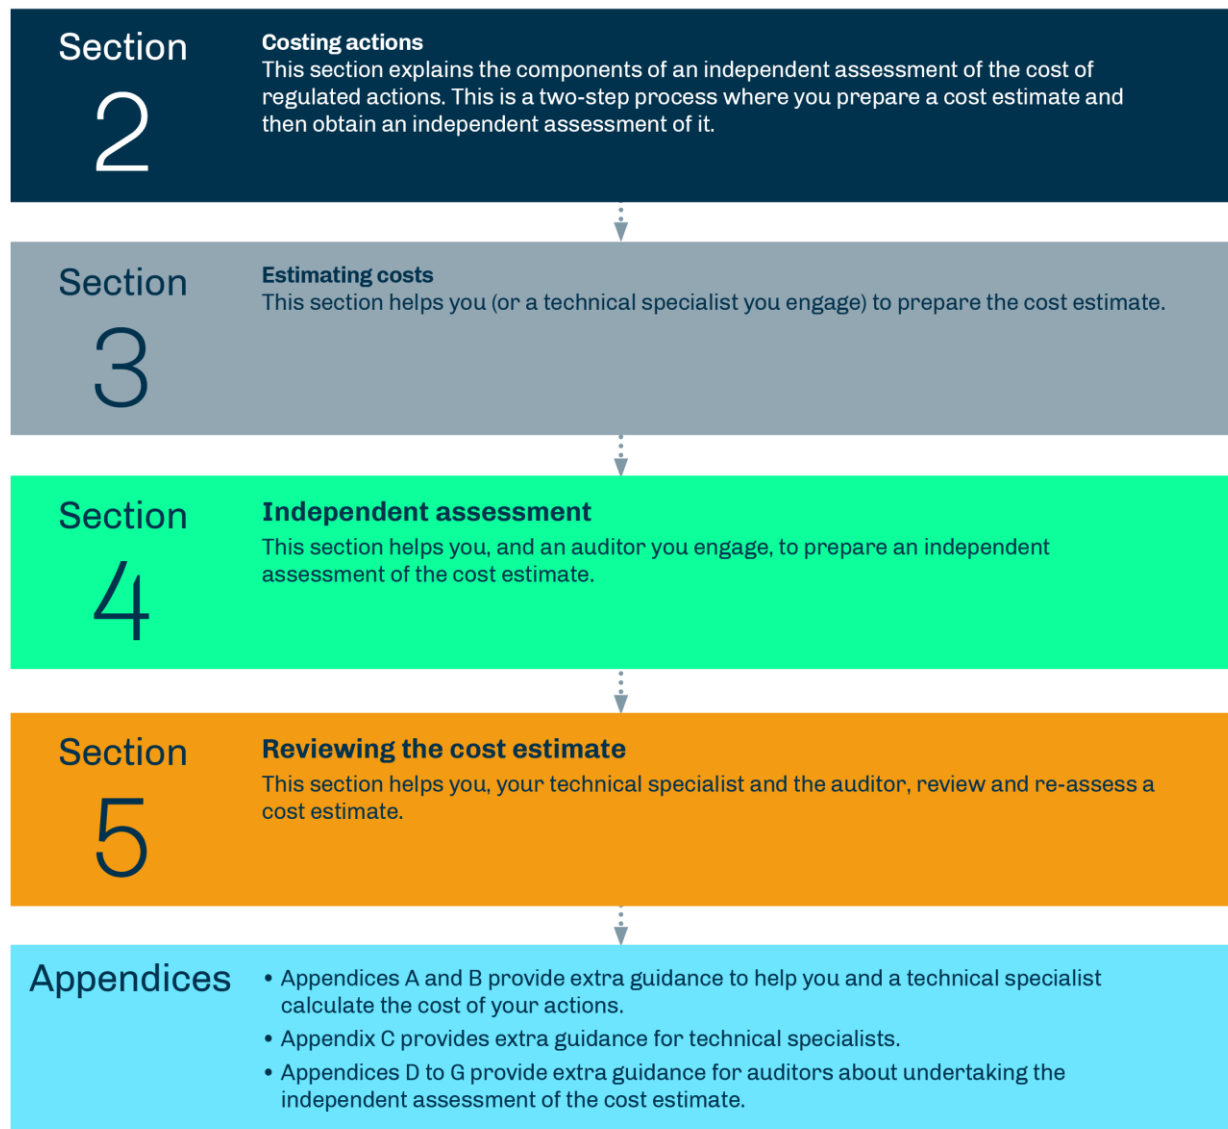 Section
2
Costing actions
This section explains the components of an independent assessment of the cost of
regulated actions. This is a two-step process where you prepare a cost estimate and
then obtain an independent assessment of it.
Section
3
Estimating costs
This section helps you (or a technical specialist you engage) to prepare the cost estimate.
Section
4
Independent assessment
This section helps you, and an auditor you engage, to prepare an independent
assessment of the cost estimate.
Section
5
Reviewing the cost estimate
This section helps you, your technical specialist and the auditor, review and re-assess a
cost estimate.
Appendices
• Appendices A and B provide extra guidance to help you and a technical specialist
calculate the cost of your actions.
• Appendix C provides extra guidance for technical specialists.
• Appendices D to G provide extra guidance for auditors about undertaking the
independent assessment of the cost estimate.